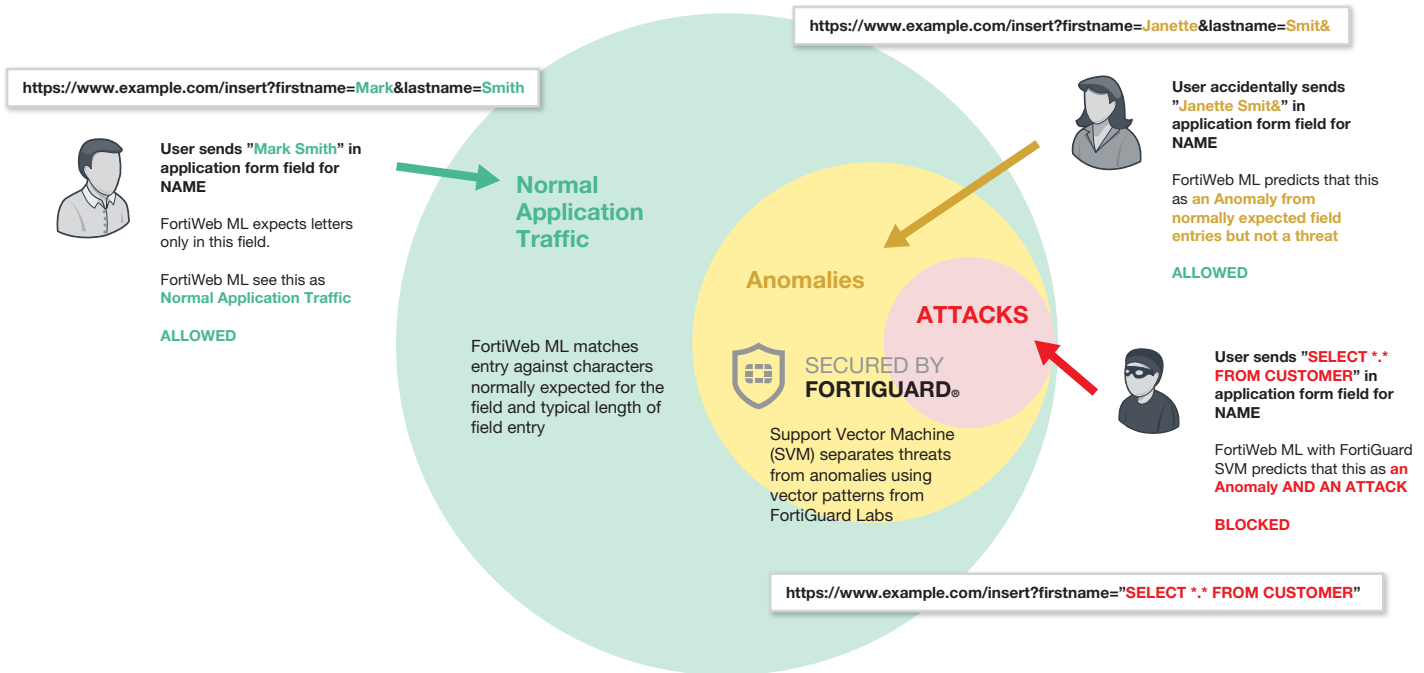 https://www.example.com/insert?firstname=Janette&lastname=Smit&
https://www.example.com/insert?firstname=Mark&lastname=Smith
User sends ”Mark Smith” in
application form field for
NAME
FortiWeb ML expects letters
only in this field.
FortiWeb ML see this as
Normal Application Traffic
ALLOWED
Normal
Application
Traffic
FortiWeb ML matches
entry against characters
normally expected for the
field and typical length of
field entry
Anomalies
ATTACKS
SECURED BY
FORTIGUARD®
Support Vector Machine
(SVM) separates threats
from anomalies using
vector patterns from
FortiGuard Labs
User accidentally sends
”Janette Smit&” in
application form field for
NAME
FortiWeb ML predicts that this
as an Anomaly from
normally expected field
entries but not a threat
ALLOWED
User sends ”SELECT *.*
FROM CUSTOMER” in
application form field for
NAME
FortiWeb ML with FortiGuard
SVM predicts that this as an
Anomaly AND AN ATTACK
BLOCKED
https://www.example.com/insert?firstname=”SELECT *.* FROM CUSTOMER”